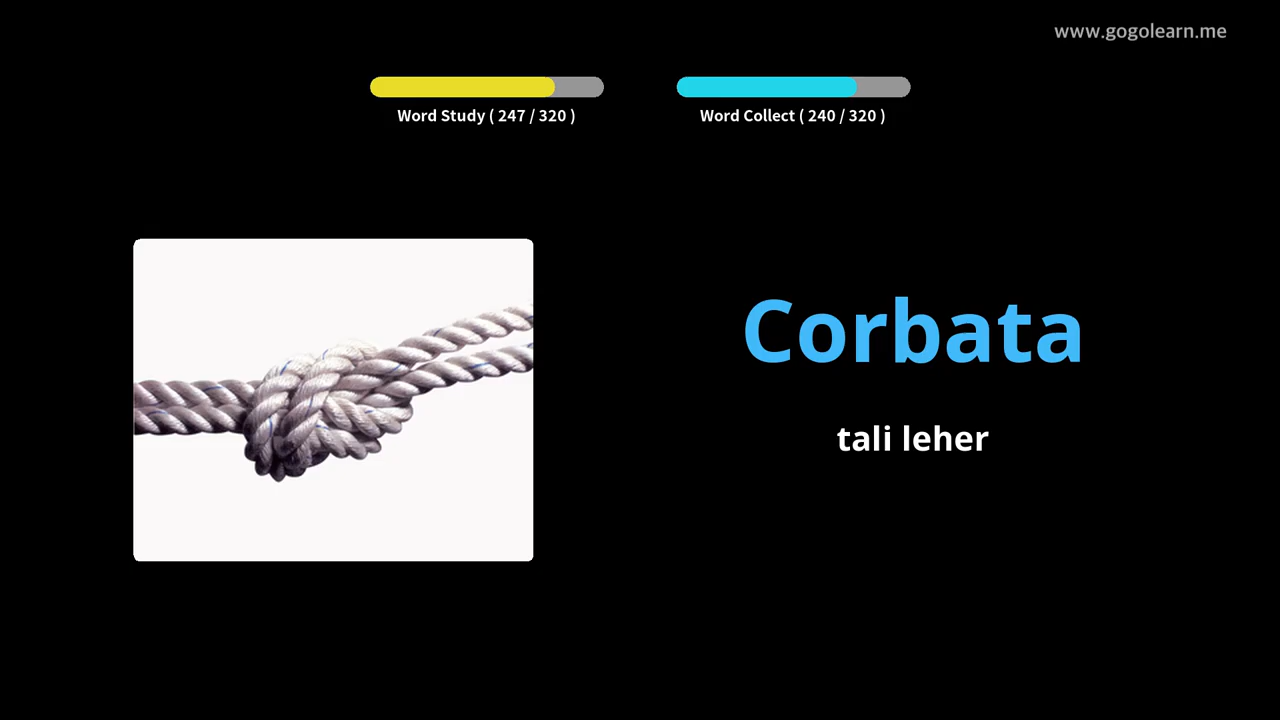 www.gogolearn.me
Word Study ( 247 / 320 )
Word Collect ( 240 / 320 )
Corbata
tali leher